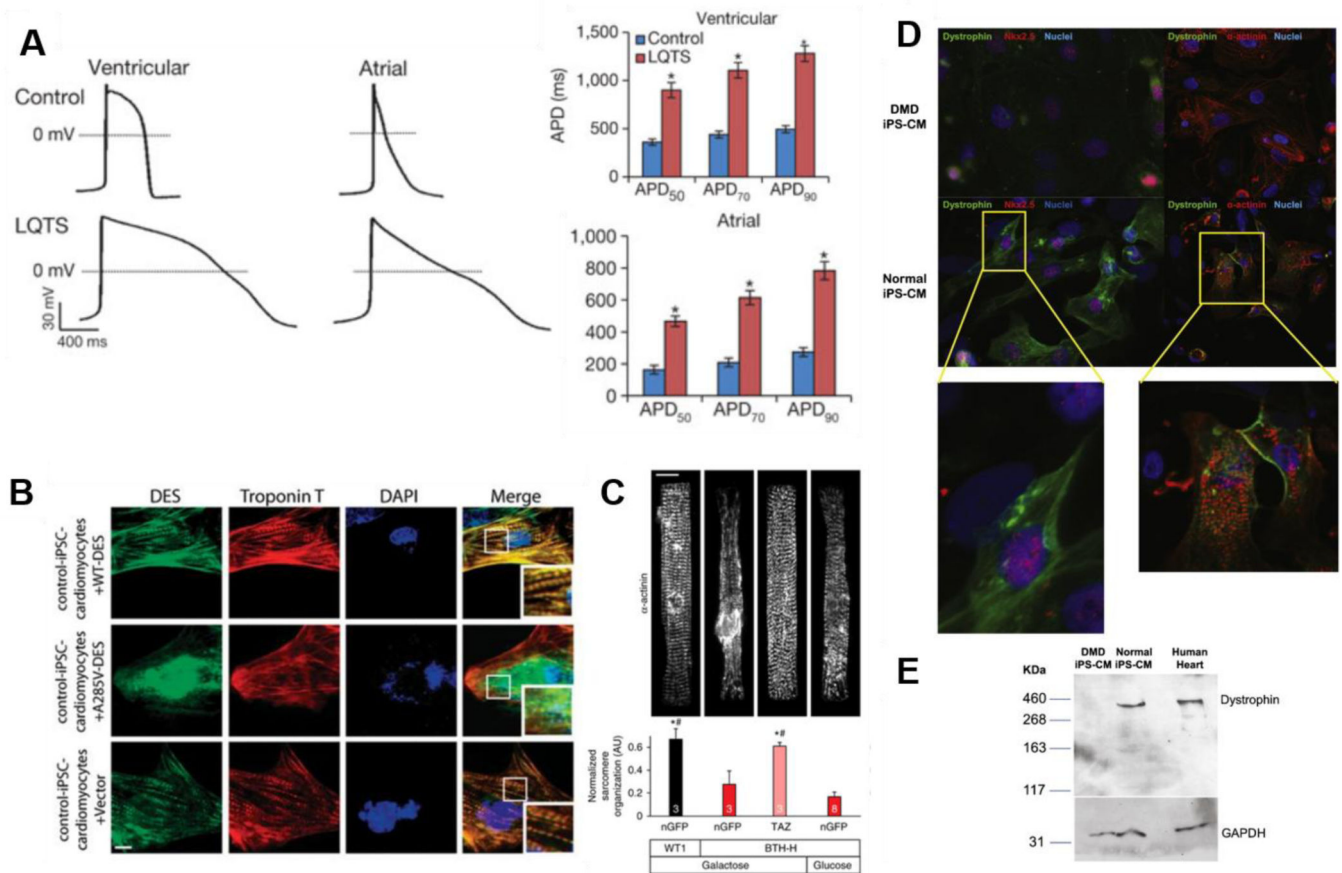 A
Ventricular
Atrial
Control
0 mV
LQTS
0 mV
30 mV
400 ms
Ventricular
Control
LQTS
APD (ms)
1,500
1,000
500
0
* * *
APD50 APD70 APD90
Atrial
1,000
800
600
400
200
0
* * *
APD50 APD70 APD90
B
DES Troponin T DAPI Merge
control-iPSC-
cardiomyocytes
+WT-DES
control-iPSC-
cardiomyocytes
+A285V-DES
control-iPSC-
cardiomyocytes
+Vector
C
α-actinin
Normalized
sarcomere
organization (AU)
0.6
0.4
0.2
0
*# *#
3 3 3 8
nGFP nGFP TAZ nGFP
WT1 BTH-H
Galactose Glucose
D
Dystrophin Nkx2.5 Nuclei
Dystrophin α-actinin Nuclei
DMD
iPS-CM
Dystrophin Nkx2.5 Nuclei
Dystrophin α-actinin Nuclei
Normal
iPS-CM
E
KDa
DMD Normal Human
iPS-CM iPS-CM Heart
460
268
163
117
31
Dystrophin
GAPDH